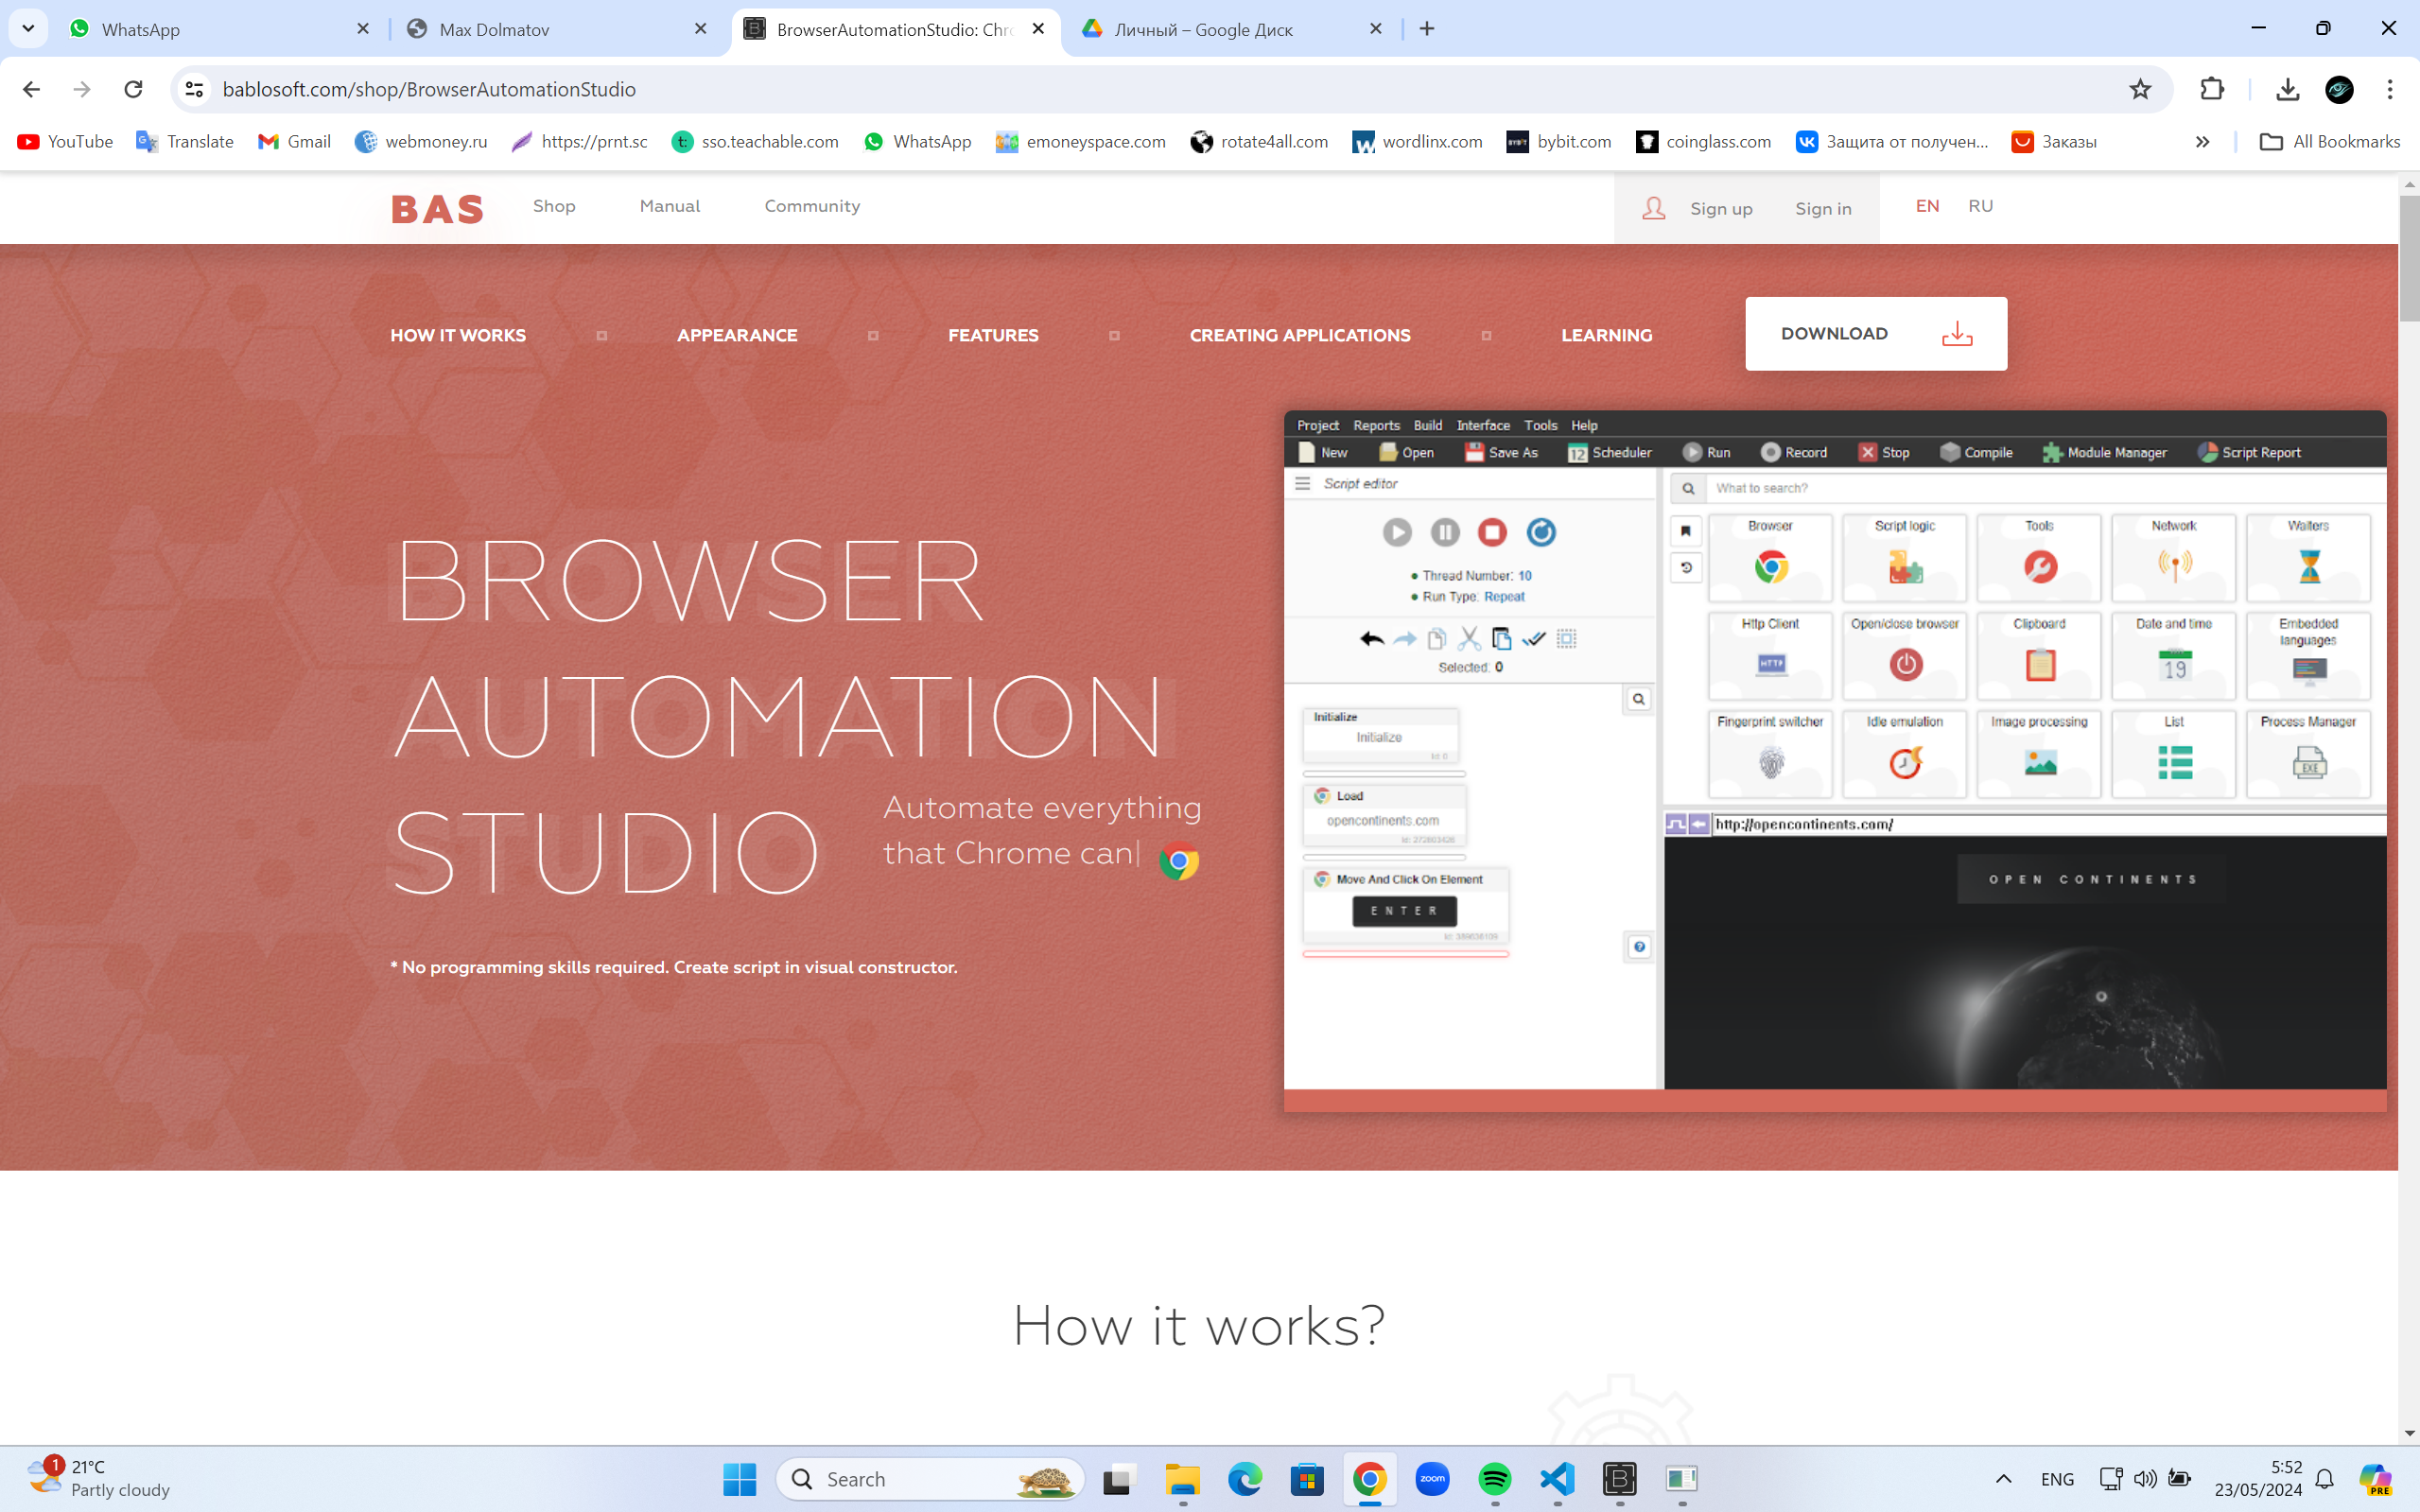 WhatsApp
Max Dolmatov
BrowserAutomationStudio: Chr
Личный – Google Диск
bablosoft.com/shop/BrowserAutomationStudio
YouTube
Translate
Gmail
webmoney.ru
https://prnt.sc
sso.teachable.com
WhatsApp
emoneyspace.com
rotate4all.com
wordlinx.com
bybit.com
coinglass.com
Защита от получен...
Заказы
All Bookmarks
BAS
Shop
Manual
Community
Sign up
Sign in
EN
RU
HOW IT WORKS
APPEARANCE
FEATURES
CREATING APPLICATIONS
LEARNING
DOWNLOAD
BROWSER
AUTOMATION
STUDIO
Automate everything
that Chrome can|
* No programming skills required. Create script in visual constructor.
Project Reports Build Interface Tools Help
New Open Save As Scheduler Run Record Stop Compile Module Manager Script Report
Script editor
Thread Number: 10
Run Type: Repeat
Selected: 0
Initialize
Initialize
Id: 0
Load
opencontinents.com
Move And Click On Element
ENTER
What to search?
Browser
Script logic
Tools
Network
Waiters
Http Client
Open/close browser
Clipboard
Date and time
Embedded
languages
HTTP
19
Fingerprint switcher
Idle emulation
Image processing
List
Process Manager
EXE
http://opencontinents.com/
OPEN CONTINENTS
How it works?
1
21°C
Partly cloudy
Search
zoom
ENG
5:52
23/05/2024
PRE